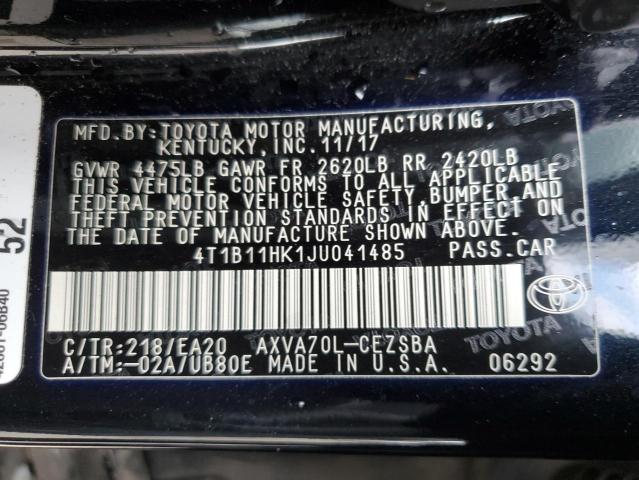 MFD. BY: TOYOTA MOTOR MANUFACTURING,
KENTUCKY, INC. 11/17
GVWR 4475LB GAWR FR 2620LB RR 2420LB
THIS VEHICLE CONFORMS TO ALL APPLICABLE
FEDERAL MOTOR VEHICLE SAFETY, BUMPER, AND
THEFT PREVENTION STANDARDS IN EFFECT ON
THE DATE OF MANUFACTURE SHOWN ABOVE.
4T1B11HK1JU041485 PASS.CAR
C/TR:218/EA20 AXVA70L-CEZSBA
A/TM:-02A/UB80E MADE IN U.S.A. 06292
52